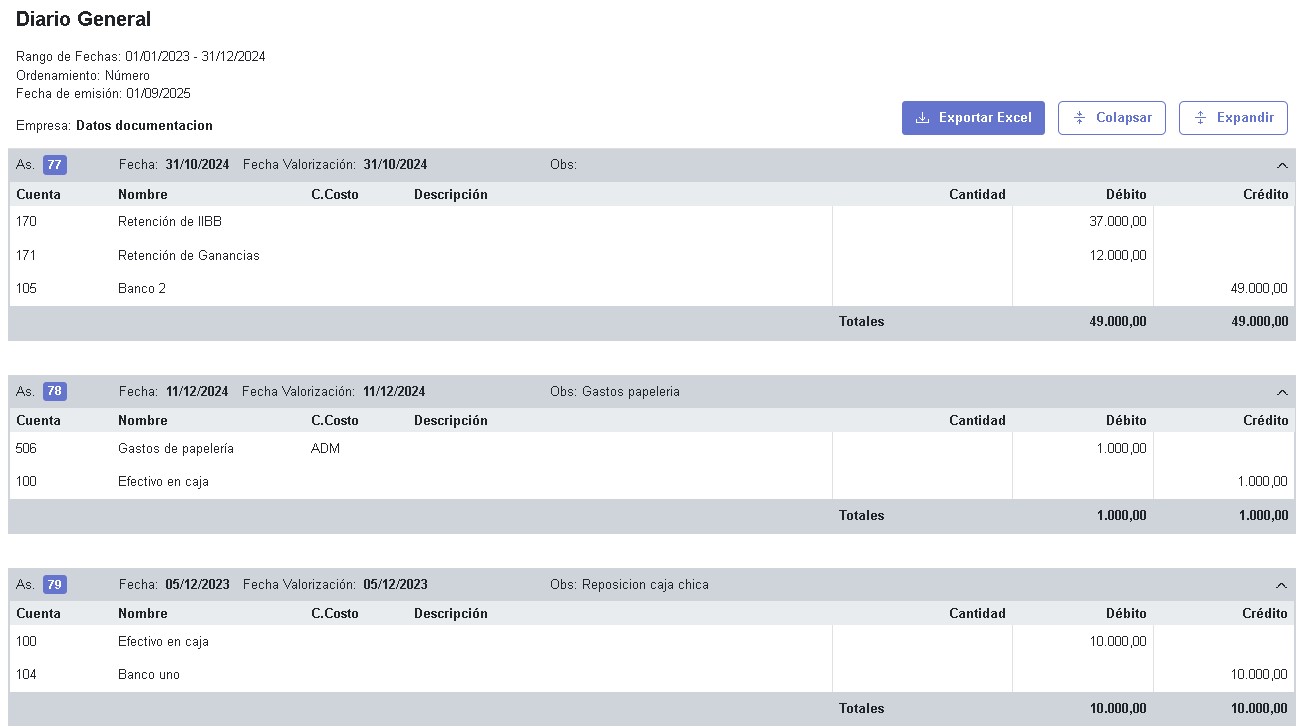 Diario General
Rango de Fechas: 01/01/2023 - 31/12/2024
Ordenamiento: Número
Fecha de emisión: 01/09/2025
Empresa: Datos documentacion
Exportar Excel Colapsar Expandir
As. 77 Fecha: 31/10/2024 Fecha Valorización: 31/10/2024 Obs:
Cuenta Nombre C.Costo Descripción Cantidad Débito Crédito
170 Retención de IIBB 37.000,00
171 Retención de Ganancias 12.000,00
105 Banco 2 49.000,00
Totales 49.000,00 49.000,00
As. 78 Fecha: 11/12/2024 Fecha Valorización: 11/12/2024 Obs: Gastos papeleria
Cuenta Nombre C.Costo Descripción Cantidad Débito Crédito
506 Gastos de papelería ADM 1.000,00
100 Efectivo en caja 1.000,00
Totales 1.000,00 1.000,00
As. 79 Fecha: 05/12/2023 Fecha Valorización: 05/12/2023 Obs: Reposicion caja chica
Cuenta Nombre C.Costo Descripción Cantidad Débito Crédito
100 Efectivo en caja 10.000,00
104 Banco uno 10.000,00
Totales 10.000,00 10.000,00